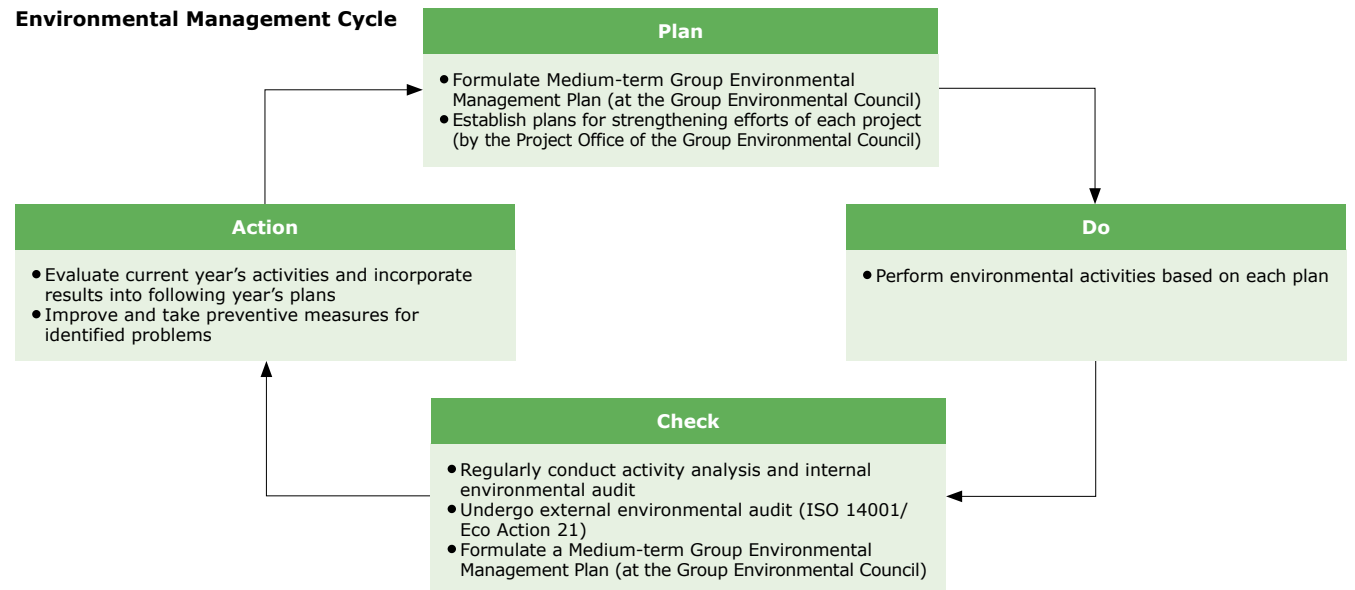 Environmental Management Cycle
Plan
●Formulate Medium-term Group Environmental
Management Plan (at the Group Environmental Council)
●Establish plans for strengthening efforts of each project
(by the Project Office of the Group Environmental Council)
Action
●Evaluate current year’s activities and incorporate
results into following year’s plans
●Improve and take preventive measures for
identified problems
Do
●Perform environmental activities based on each plan
Check
●Regularly conduct activity analysis and internal
environmental audit
●Undergo external environmental audit (ISO 14001/
Eco Action 21)
●Formulate a Medium-term Group Environmental
Management Plan (at the Group Environmental Council)